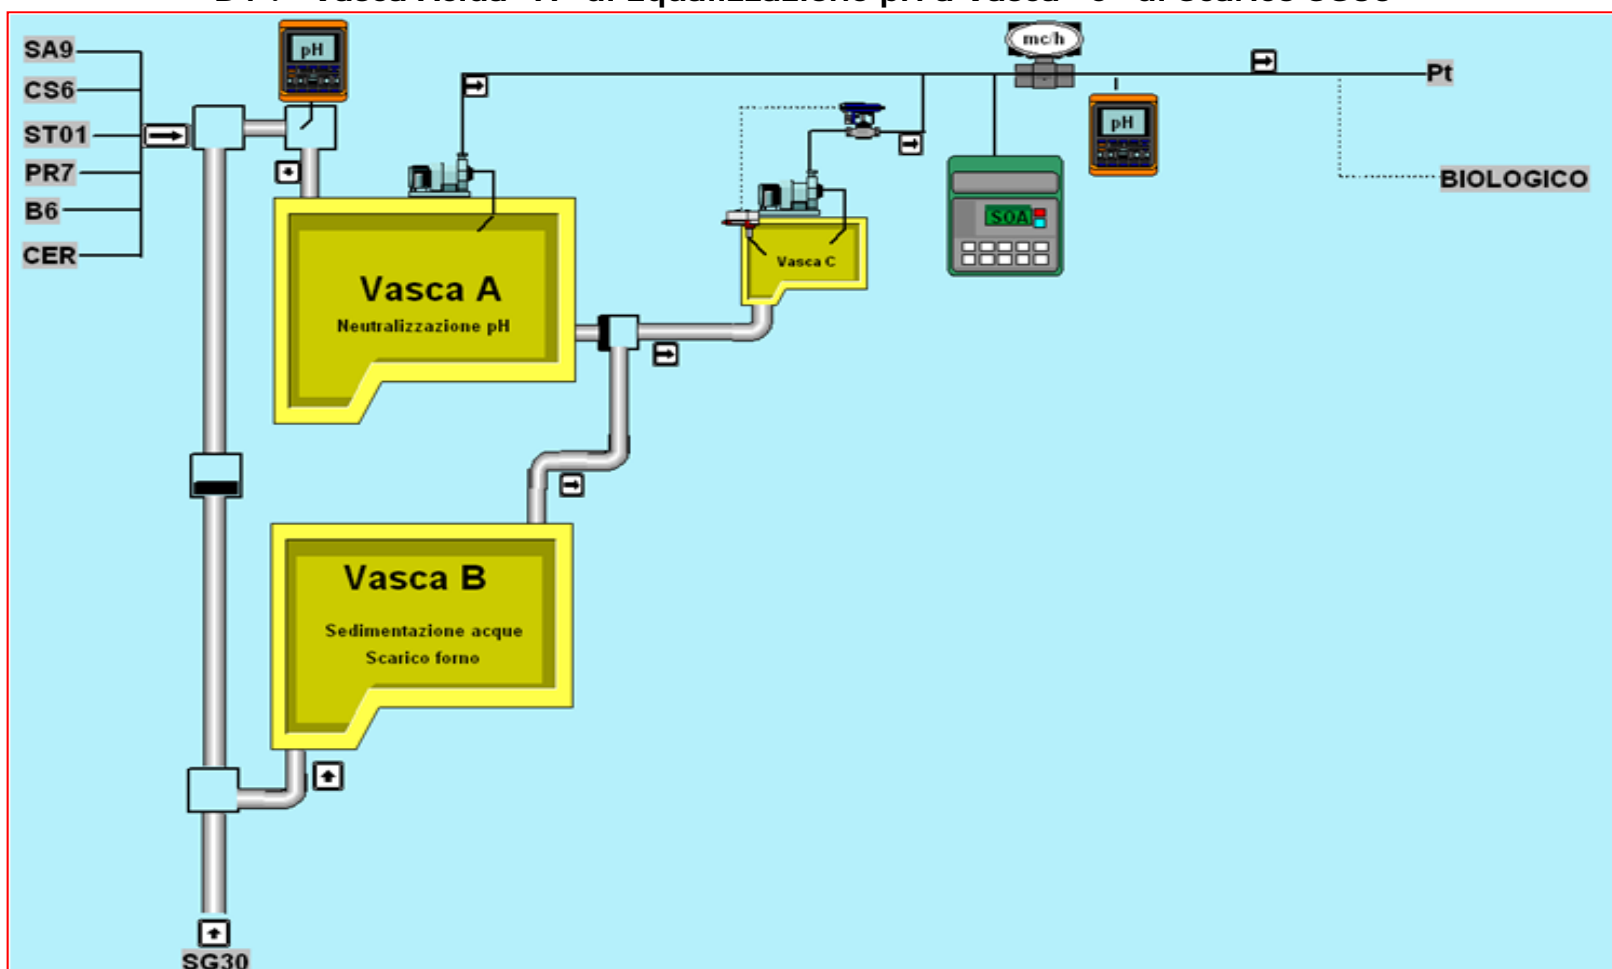 SA9
CS6
ST01
PR7
B6
CER
pH
mc/h
Pt
pH
BIOLOGICO
SOA
Vasca A
Neutralizzazione pH
Vasca C
Vasca B
Sedimentazione acque
Scarico forno
SG30